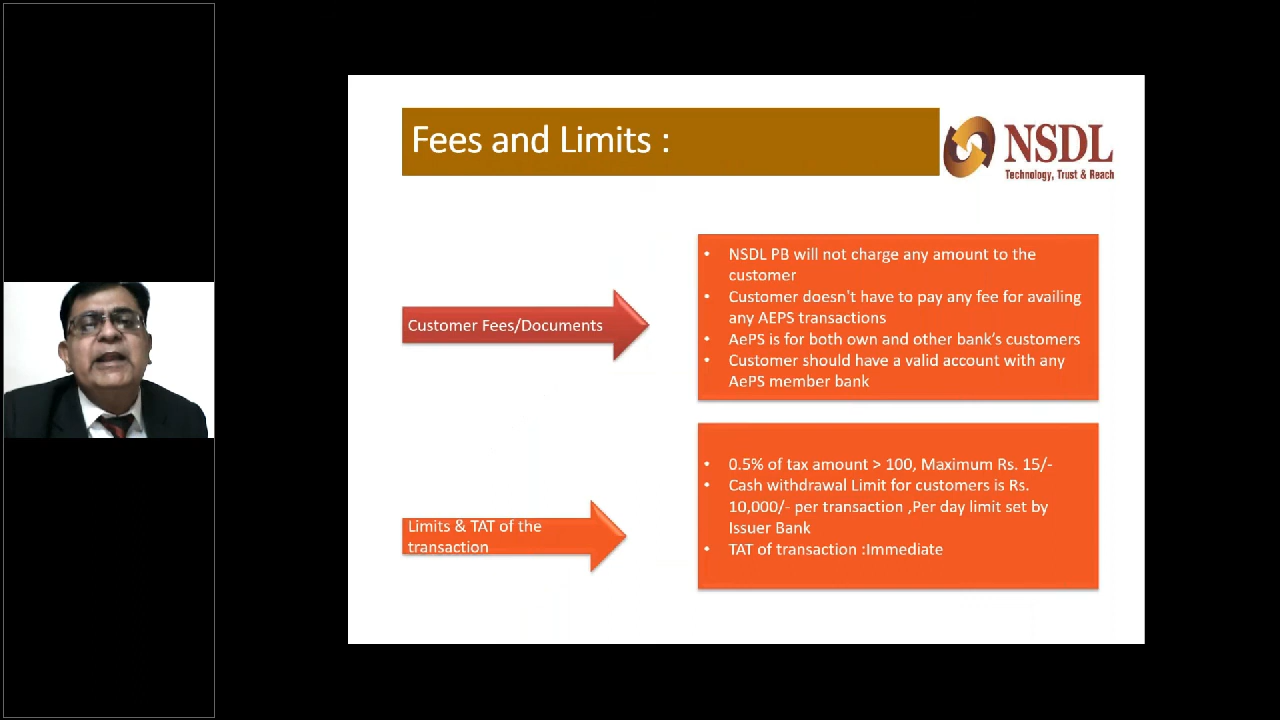 Fees and Limits :
NSDL
Technology, Trust & Reach
Customer Fees/Documents
• NSDL PB will not charge any amount to the
customer
• Customer doesn't have to pay any fee for availing
any AEPS transactions
• AePS is for both own and other bank's customers
• Customer should have a valid account with any
AePS member bank
Limits & TAT of the
transaction
• 0.5% of tax amount > 100, Maximum Rs. 15/-
• Cash withdrawal Limit for customers is Rs.
10,000/- per transaction ,Per day limit set by
Issuer Bank
• TAT of transaction :Immediate